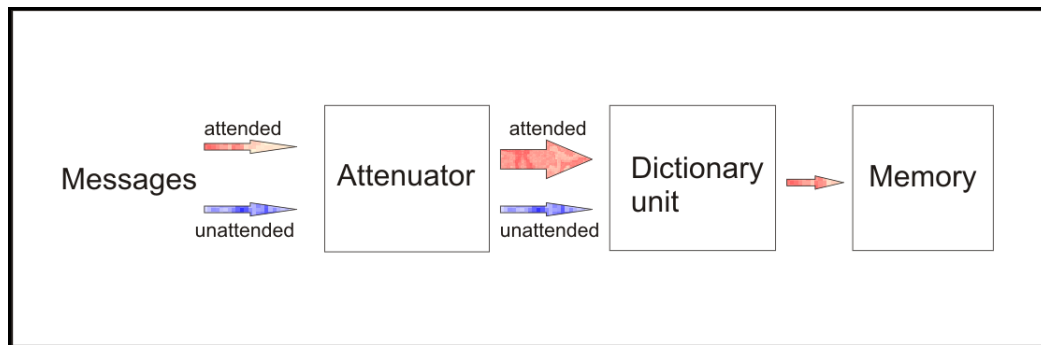 Messages
attended
unattended
Attenuator
attended
unattended
Dictionary
unit
Memory